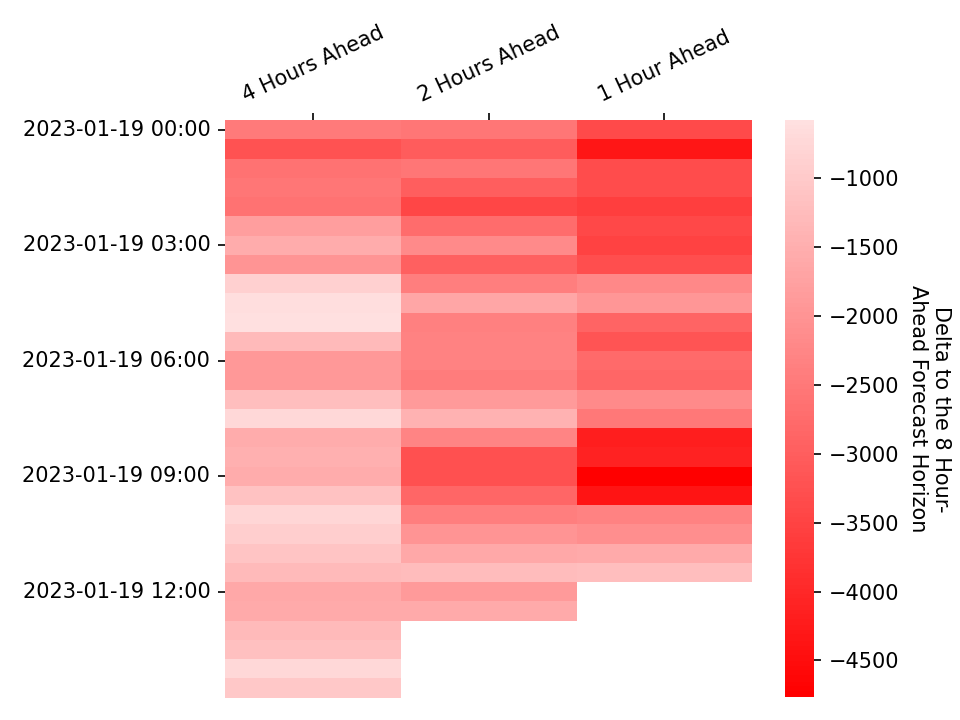 4 Hours Ahead
2 Hours Ahead
1 Hour Ahead
2023-01-19 00:00
2023-01-19 03:00
2023-01-19 06:00
2023-01-19 09:00
2023-01-19 12:00
−1000
−1500
−2000
−2500
−3000
−3500
−4000
−4500
Delta to the 8 Hour-
Ahead Forecast Horizon